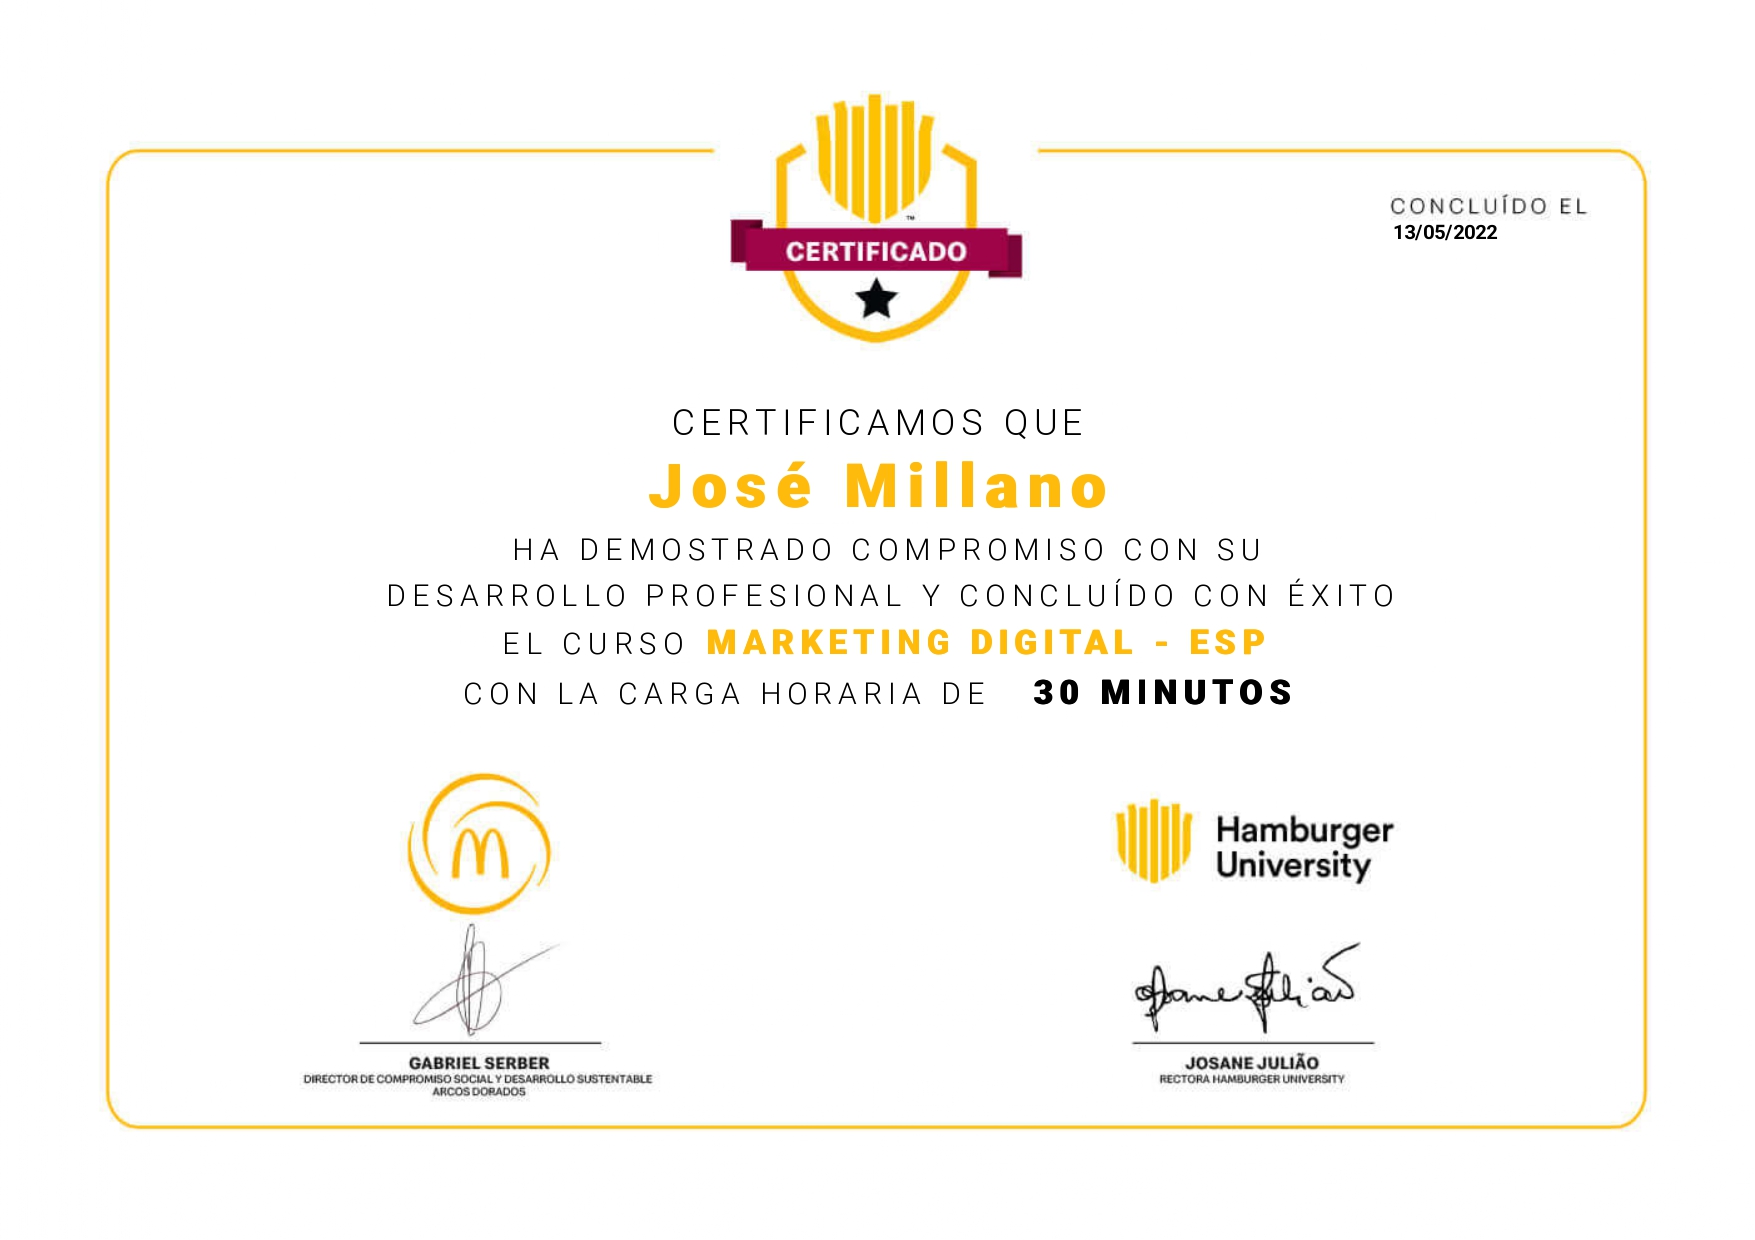 CERTIFICADO
CONCLUÍDO EL
13/05/2022
CERTIFICAMOS QUE
José Millano
HA DEMOSTRADO COMPROMISO CON SU
DESARROLLO PROFESIONAL Y CONCLUÍDO CON ÉXITO
EL CURSO MARKETING DIGITAL - ESP
CON LA CARGA HORARIA DE 30 MINUTOS
Hamburger
University
GABRIEL SERBER
DIRECTOR DE COMPROMISO SOCIAL Y DESARROLLO SUSTENTABLE
ARCOS DORADOS
Josane Julião
JOSANE JULIÃO
RECTORA HAMBURGER UNIVERSITY